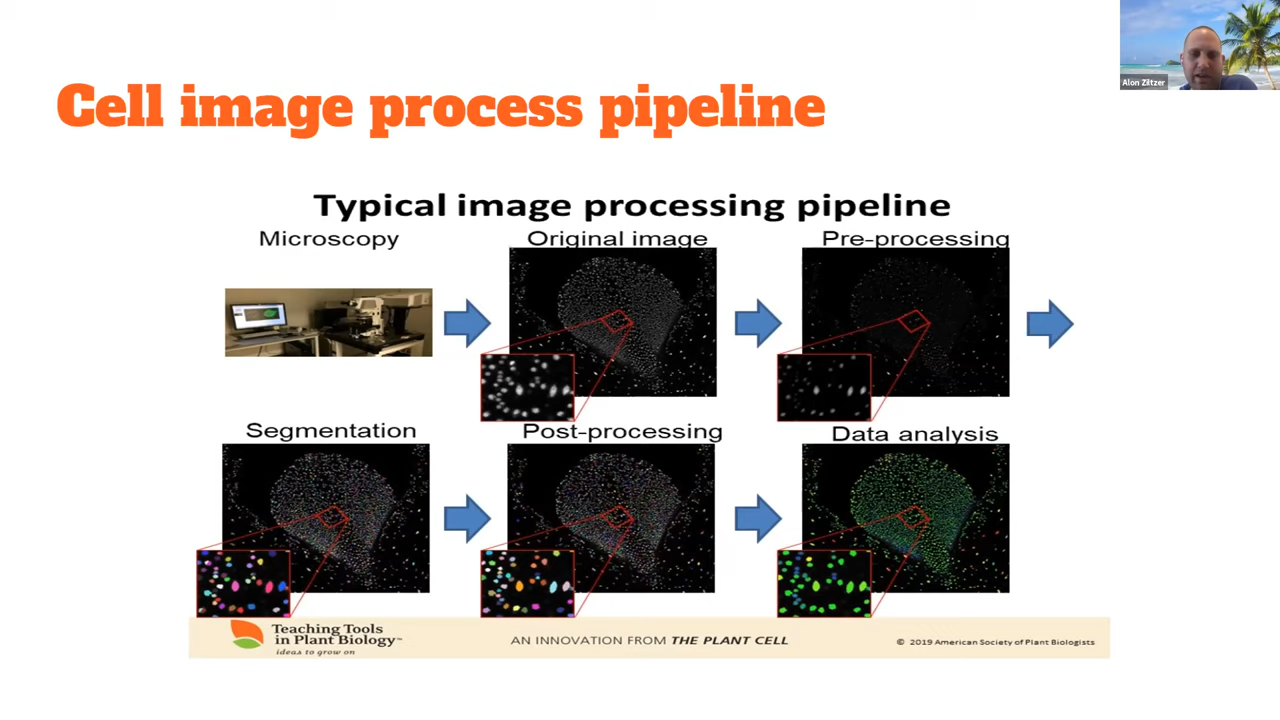 Alon Ziltzer
Cell image process pipeline
Typical image processing pipeline
Microscopy
Original image
Pre-processing
Segmentation
Post-processing
Data analysis
Teaching Tools
in Plant Biology™
ideas to grow on
AN INNOVATION FROM THE PLANT CELL
© 2019 American Society of Plant Biologists